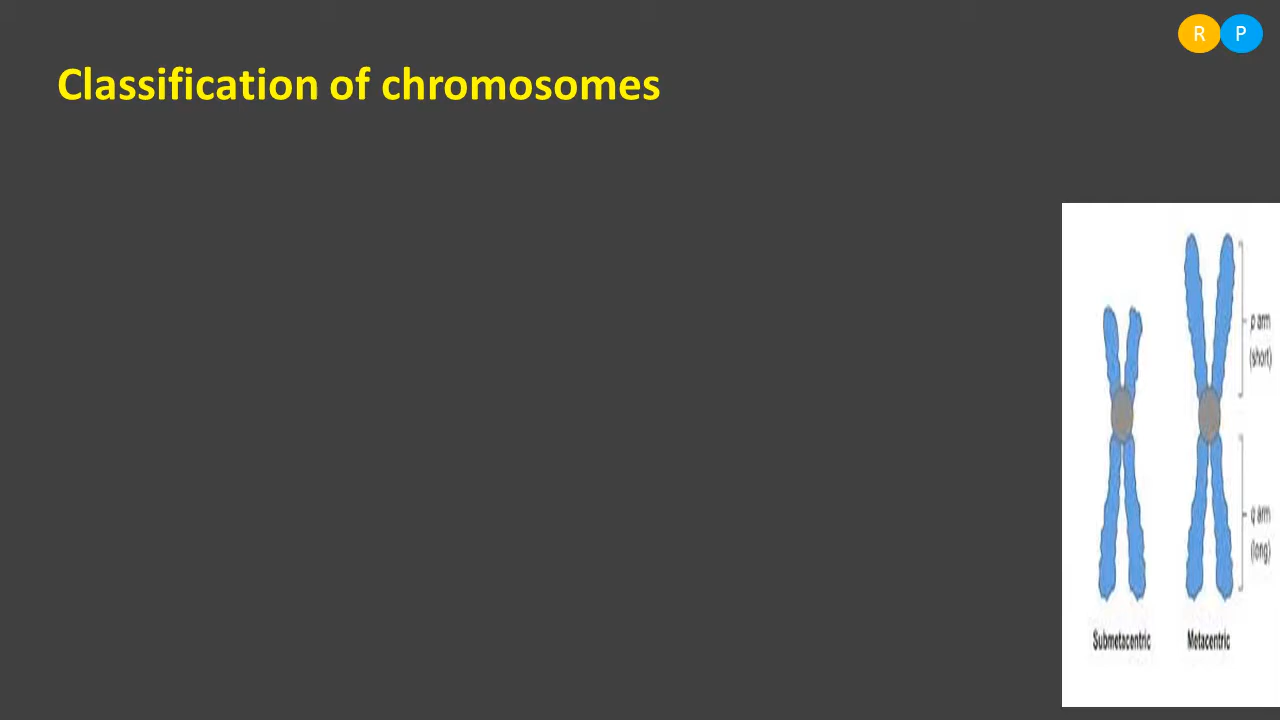 R P
Classification of chromosomes
p arm
(short)
q arm
(long)
Submetacentric Metacentric